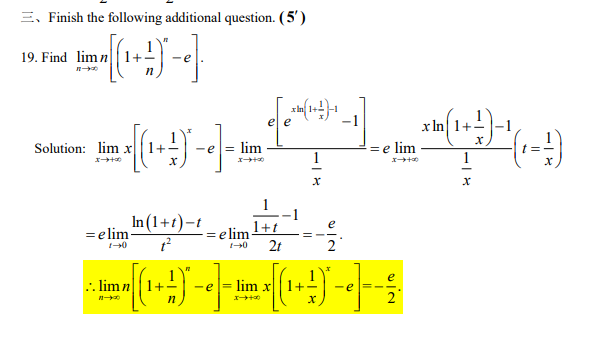 三、Finish the following additional question. (5′)
19. Find $\lim_{n \to \infty} n\left[\left(1+\frac{1}{n}\right)^n - e\right]$.
Solution: $\lim_{x \to +\infty} x\left[\left(1+\frac{1}{x}\right)^x - e\right] = \lim_{x \to +\infty} \frac{e\left[e^{x\ln\left(1+\frac{1}{x}\right)-1} - 1\right]}{\frac{1}{x}} = e \lim_{x \to +\infty} \frac{x\ln\left(1+\frac{1}{x}\right)-1}{\frac{1}{x}} \left(t = \frac{1}{x}\right)$
$= e \lim_{t \to 0} \frac{\ln(1+t)-t}{t^2} = e \lim_{t \to 0} \frac{\frac{1}{1+t}-1}{2t} = -\frac{e}{2}.$
$\therefore \lim_{n \to \infty} n\left[\left(1+\frac{1}{n}\right)^n - e\right] = \lim_{x \to +\infty} x\left[\left(1+\frac{1}{x}\right)^x - e\right] = -\frac{e}{2}.$